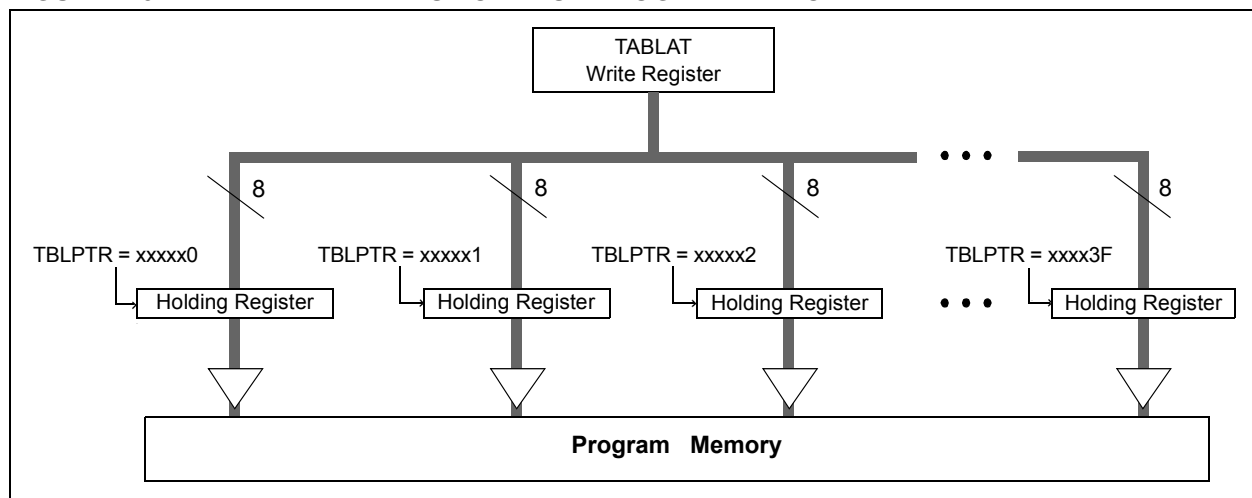 TABLAT
Write Register
• • •
8 8 8 8
TBLPTR = xxxxx0 TBLPTR = xxxxx1 TBLPTR = xxxxx2 TBLPTR = xxxx3F
Holding Register Holding Register Holding Register • • • Holding Register
Program Memory